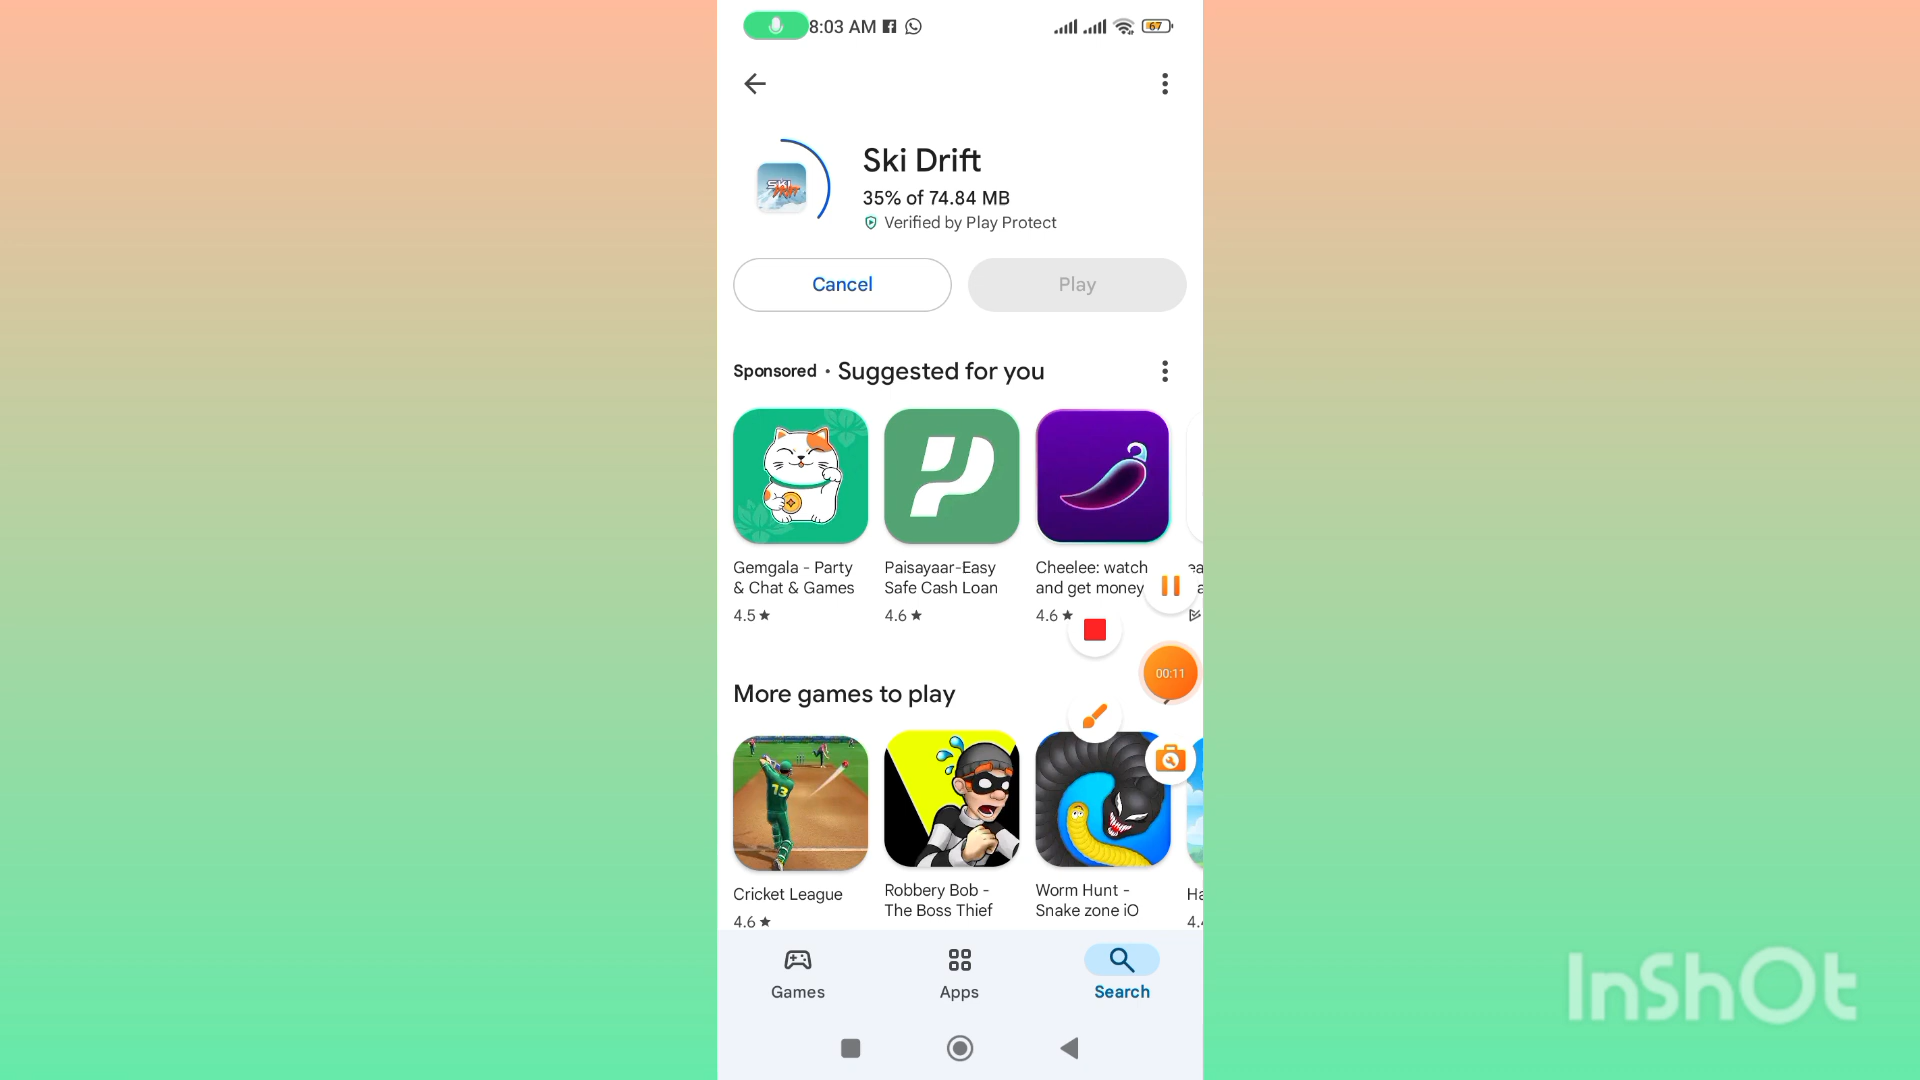 8:03 AM
67
Ski Drift
35% of 74.84 MB
Verified by Play Protect
Cancel
Play
Sponsored • Suggested for you
Gemgala - Party
& Chat & Games
4.5 ★
Paisayaar-Easy
Safe Cash Loan
4.6 ★
Cheelee: watch
and get money
4.6 ★
00:11
More games to play
73
Cricket League
4.6 ★
Robbery Bob -
The Boss Thief
Worm Hunt -
Snake zone iO
Games
Apps
Search
InShOt